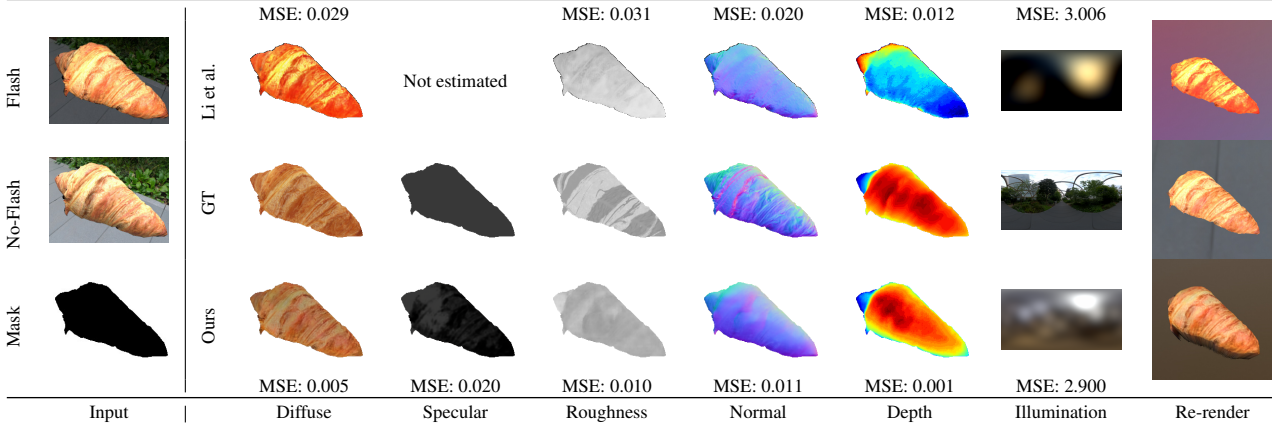 MSE: 0.029 MSE: 0.031 MSE: 0.020 MSE: 0.012 MSE: 3.006
Flash
Li et al.
Not estimated
No-Flash
GT
Mask
Ours
MSE: 0.005 MSE: 0.020 MSE: 0.010 MSE: 0.011 MSE: 0.001 MSE: 2.900
Input Diffuse Specular Roughness Normal Depth Illumination Re-render